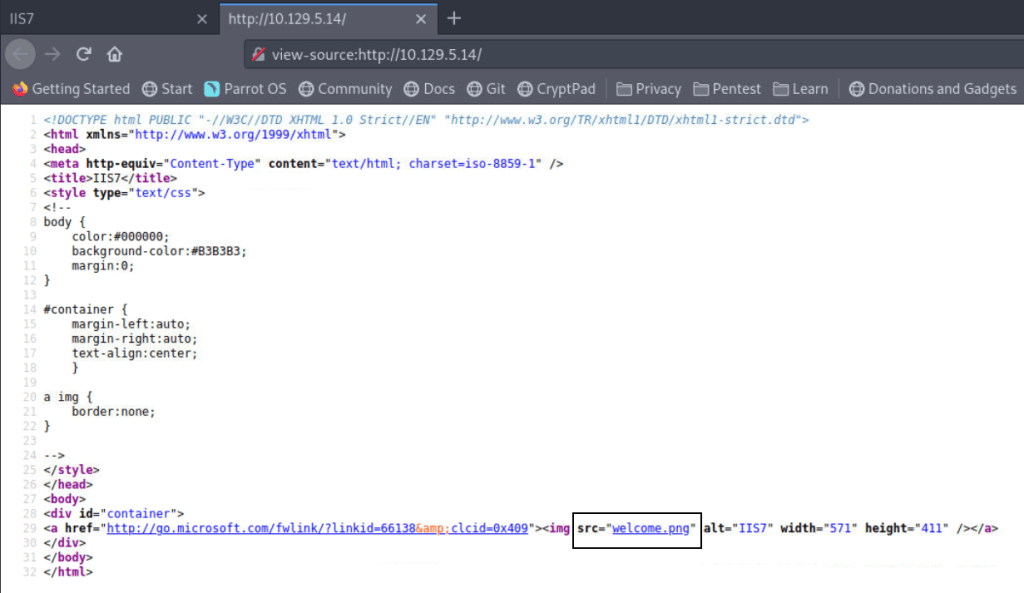 IIS7
http://10.129.5.14/
view-source:http://10.129.5.14/
Getting Started Start Parrot OS Community Docs Git CryptPad Privacy Pentest Learn Donations and Gadgets
1 <!DOCTYPE html PUBLIC "-//W3C//DTD XHTML 1.0 Strict//EN" "http://www.w3.org/TR/xhtml1/DTD/xhtml1-strict.dtd">
2 <html xmlns="http://www.w3.org/1999/xhtml">
3 <head>
4 <meta http-equiv="Content-Type" content="text/html; charset=iso-8859-1" />
5 <title>IIS7</title>
6 <style type="text/css">
7 <!--
8 body {
9     color:#000000;
10     background-color:#B3B3B3;
11     margin:0;
12 }
13
14 #container {
15     margin-left:auto;
16     margin-right:auto;
17     text-align:center;
18     }
19
20 a img {
21     border:none;
22 }
23
24 -->
25 </style>
26 </head>
27 <body>
28 <div id="container">
29 <a href="http://go.microsoft.com/fwlink/?linkid=66138&amp;clcid=0x409"><img src="welcome.png" alt="IIS7" width="571" height="411" /></a>
30 </div>
31 </body>
32 </html>